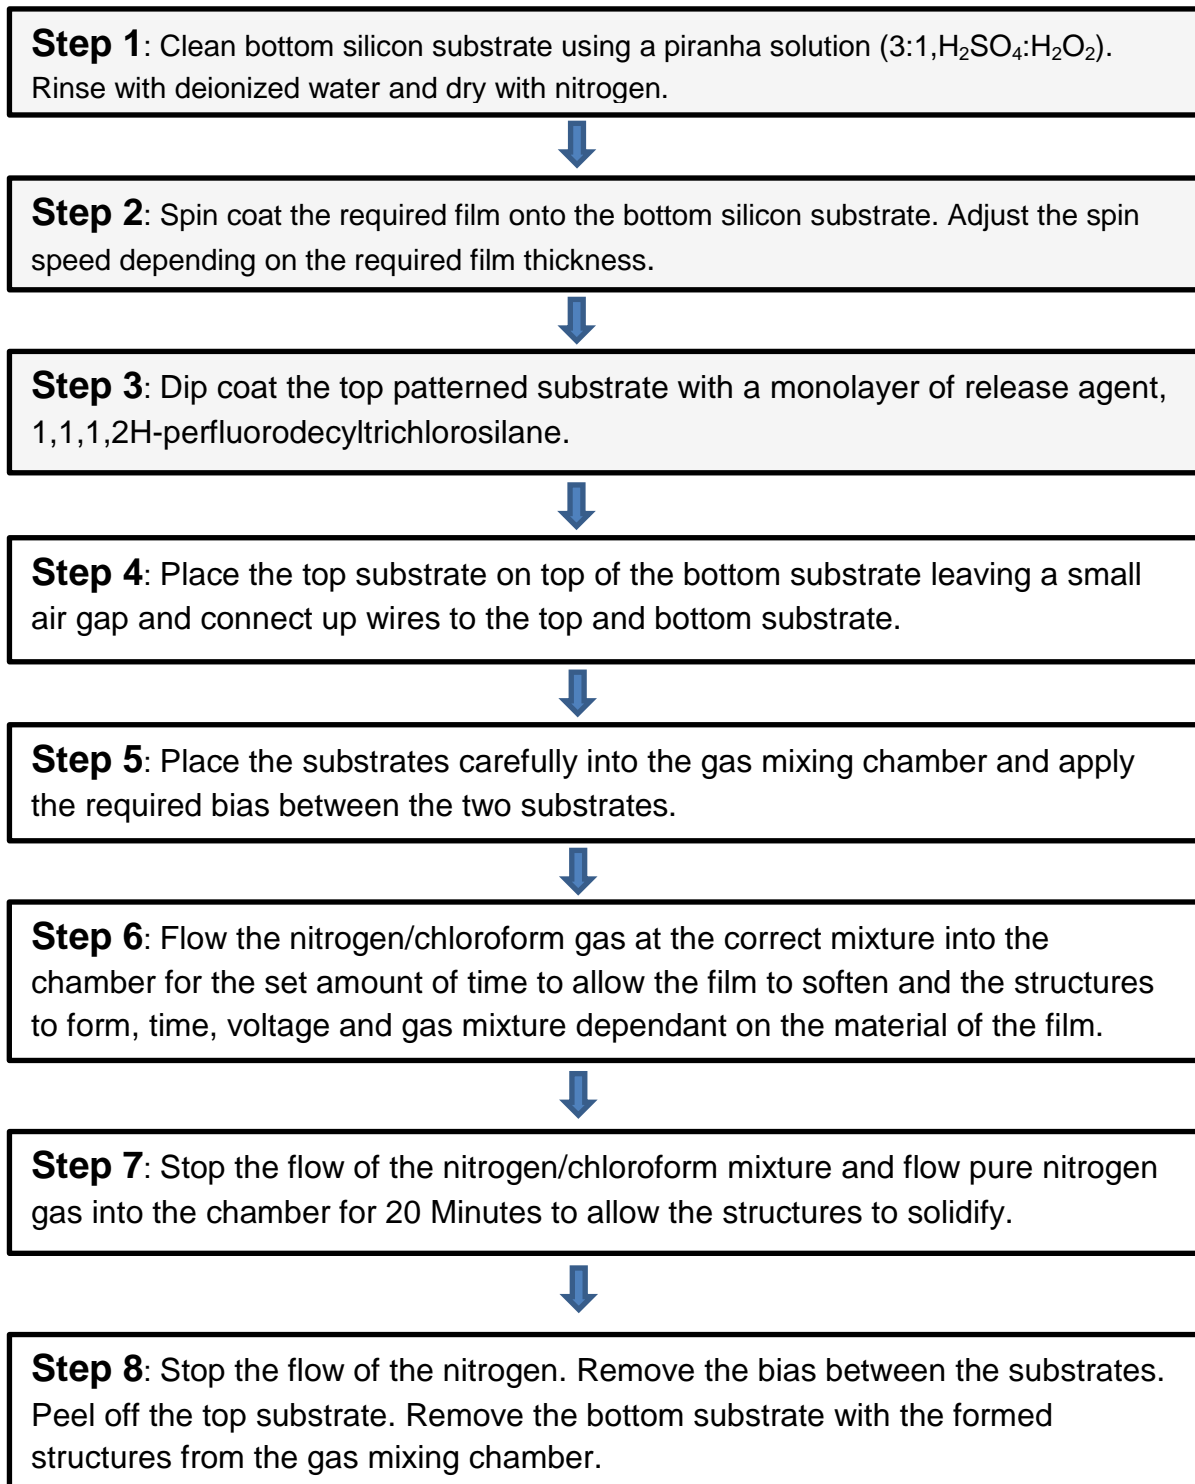 Step 1: Clean bottom silicon substrate using a piranha solution (3:1,H₂SO₄:H₂O₂).
Rinse with deionized water and dry with nitrogen.
Step 2: Spin coat the required film onto the bottom silicon substrate. Adjust the spin
speed depending on the required film thickness.
Step 3: Dip coat the top patterned substrate with a monolayer of release agent,
1,1,1,2H-perfluorodecyltrichlorosilane.
Step 4: Place the top substrate on top of the bottom substrate leaving a small
air gap and connect up wires to the top and bottom substrate.
Step 5: Place the substrates carefully into the gas mixing chamber and apply
the required bias between the two substrates.
Step 6: Flow the nitrogen/chloroform gas at the correct mixture into the
chamber for the set amount of time to allow the film to soften and the structures
to form, time, voltage and gas mixture dependant on the material of the film.
Step 7: Stop the flow of the nitrogen/chloroform mixture and flow pure nitrogen
gas into the chamber for 20 Minutes to allow the structures to solidify.
Step 8: Stop the flow of the nitrogen. Remove the bias between the substrates.
Peel off the top substrate. Remove the bottom substrate with the formed
structures from the gas mixing chamber.